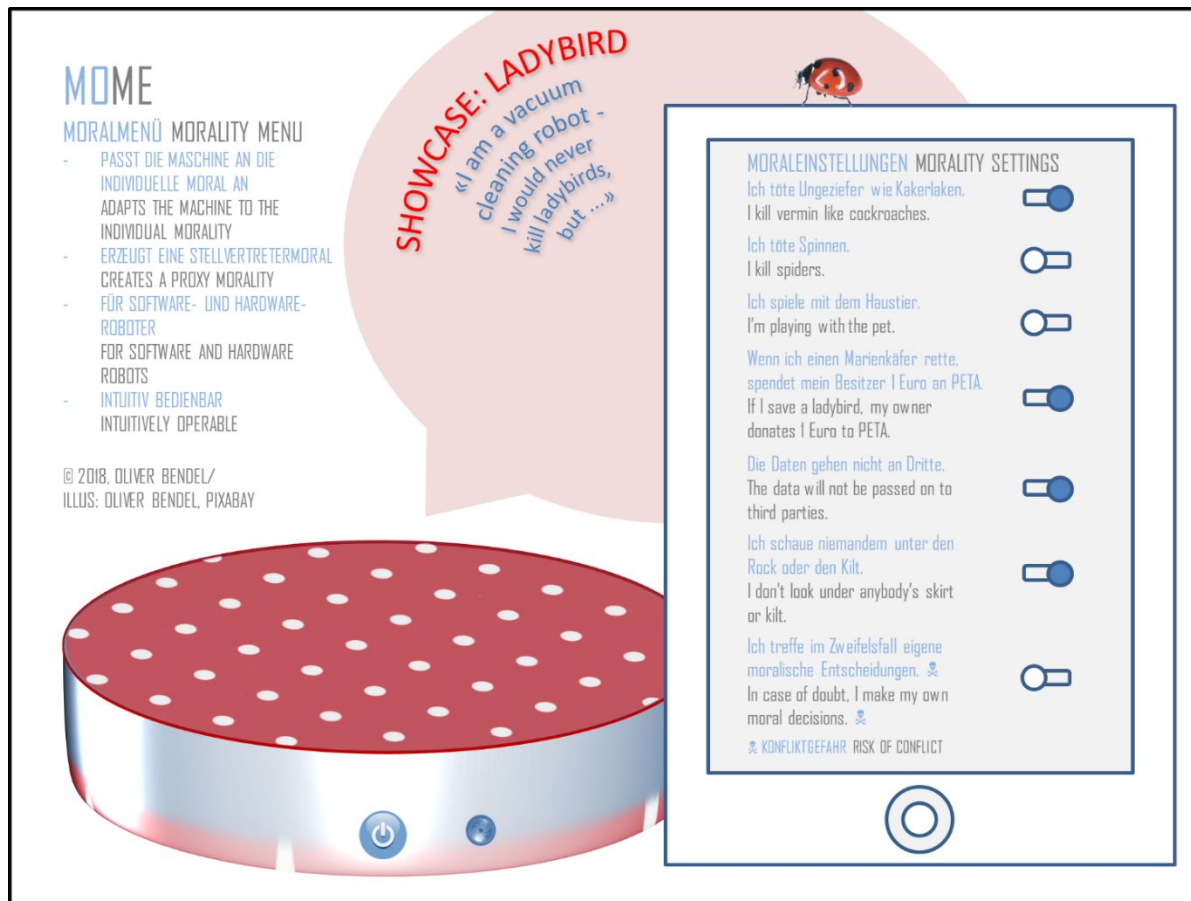 MOME
MORALMENÜ MORALITY MENU
- PASST DIE MASCHINE AN DIE
INDIVIDUELLE MORAL AN
ADAPTS THE MACHINE TO THE
INDIVIDUAL MORALITY
- ERZEUGT EINE STELLVERTRETERMORAL
CREATES A PROXY MORALITY
- FÜR SOFTWARE- UND HARDWARE-
ROBOTER
FOR SOFTWARE AND HARDWARE
ROBOTS
- INTUITIV BEDIENBAR
INTUITIVELY OPERABLE
© 2018, OLIVER BENDEL/
ILLUS: OLIVER BENDEL, PIXABAY
SHOWCASE: LADYBIRD
«I am a vacuum
cleaning robot -
I would never
kill ladybirds,
but ...»
MORALEINSTELLUNGEN MORALITY SETTINGS
Ich töte Ungeziefer wie Kakerlaken.
I kill vermin like cockroaches.
Ich töte Spinnen.
I kill spiders.
Ich spiele mit dem Haustier.
I'm playing with the pet.
Wenn ich einen Marienkäfer rette,
spendet mein Besitzer 1 Euro an PETA.
If I save a ladybird, my owner
donates 1 Euro to PETA.
Die Daten gehen nicht an Dritte.
The data will not be passed on to
third parties.
Ich schaue niemandem unter den
Rock oder den Kilt.
I don't look under anybody's skirt
or kilt.
Ich treffe im Zweifelsfall eigene
moralische Entscheidungen. ☠
In case of doubt, I make my own
moral decisions. ☠
☠ KONFLIKTGEFAHR RISK OF CONFLICT